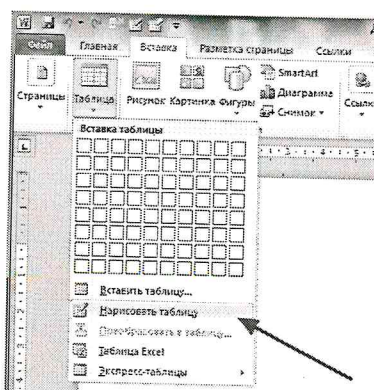 Файл Главная Вставка Разметка страницы Ссылки
Страницы Таблица Рисунок Картинка Фигуры
SmartArt
Диаграмма
Снимок
Ссылк
Вставка таблицы
Вставить таблицу...
Нарисовать таблицу
Преобразовать в таблицу...
Таблица Excel
Экспресс-таблицы